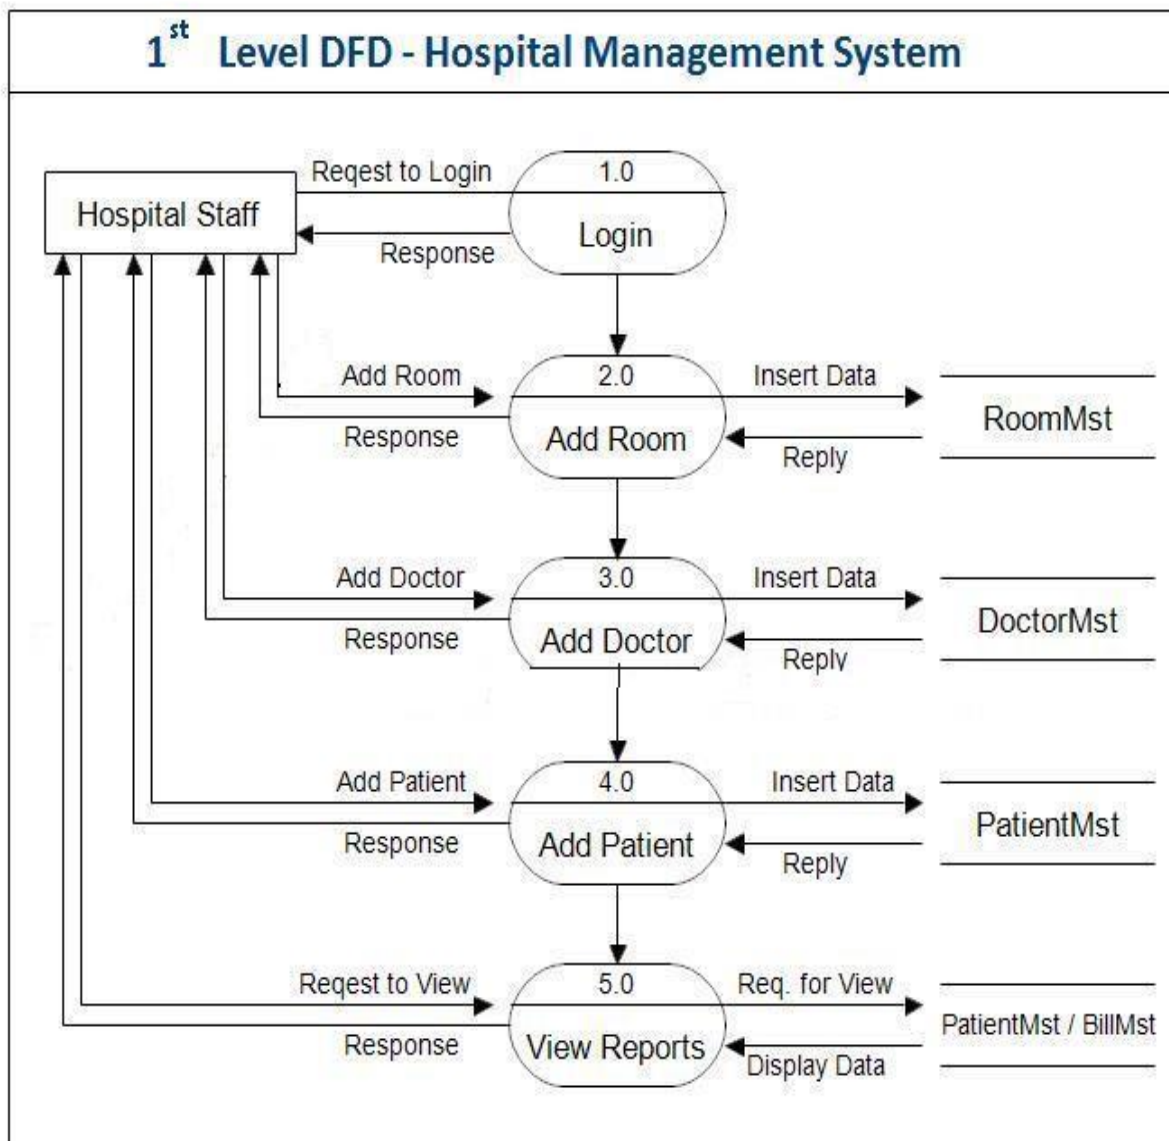 1st Level DFD - Hospital Management System
Reqest to Login
1.0
Hospital Staff
Login
Response
Add Room
2.0
Insert Data
RoomMst
Response
Add Room
Reply
Add Doctor
3.0
Insert Data
DoctorMst
Response
Add Doctor
Reply
Add Patient
4.0
Insert Data
PatientMst
Response
Add Patient
Reply
Reqest to View
5.0
Req. for View
PatientMst / BillMst
Response
View Reports
Display Data